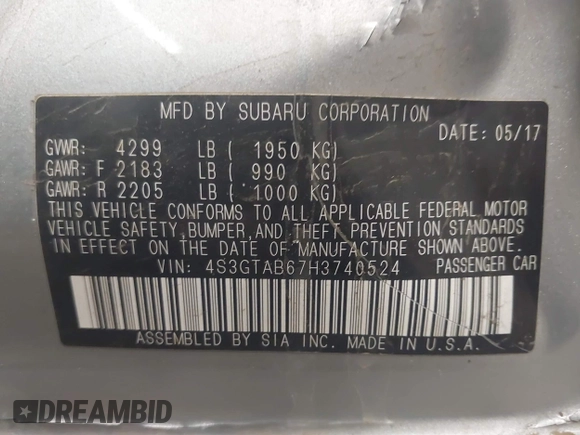 MFD BY SUBARU CORPORATION
DATE: 05/17
GVWR: 4299 LB ( 1950 KG)
GAWR: F 2183 LB ( 990 KG)
GAWR: R 2205 LB ( 1000 KG)
THIS VEHICLE CONFORMS TO ALL APPLICABLE FEDERAL MOTOR
VEHICLE SAFETY, BUMPER, AND THEFT PREVENTION STANDARDS
IN EFFECT ON THE DATE OF MANUFACTURE SHOWN ABOVE.
VIN: 4S3GTAB67H3740524 PASSENGER CAR
ASSEMBLED BY SIA INC. MADE IN U.S.A.
DREAMBID